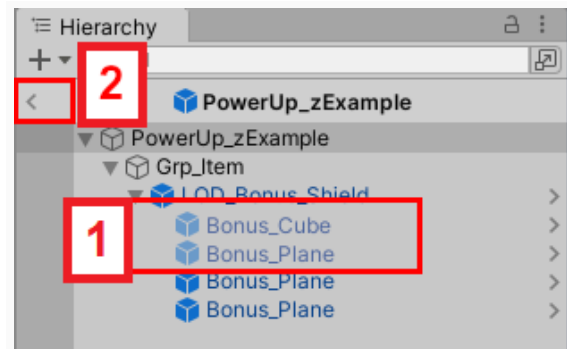 Hierarchy
2
PowerUp_zExample
PowerUp_zExample
Grp_Item
LOD_Bonus_Shield
1
Bonus_Cube
Bonus_Plane
Bonus_Plane
Bonus_Plane